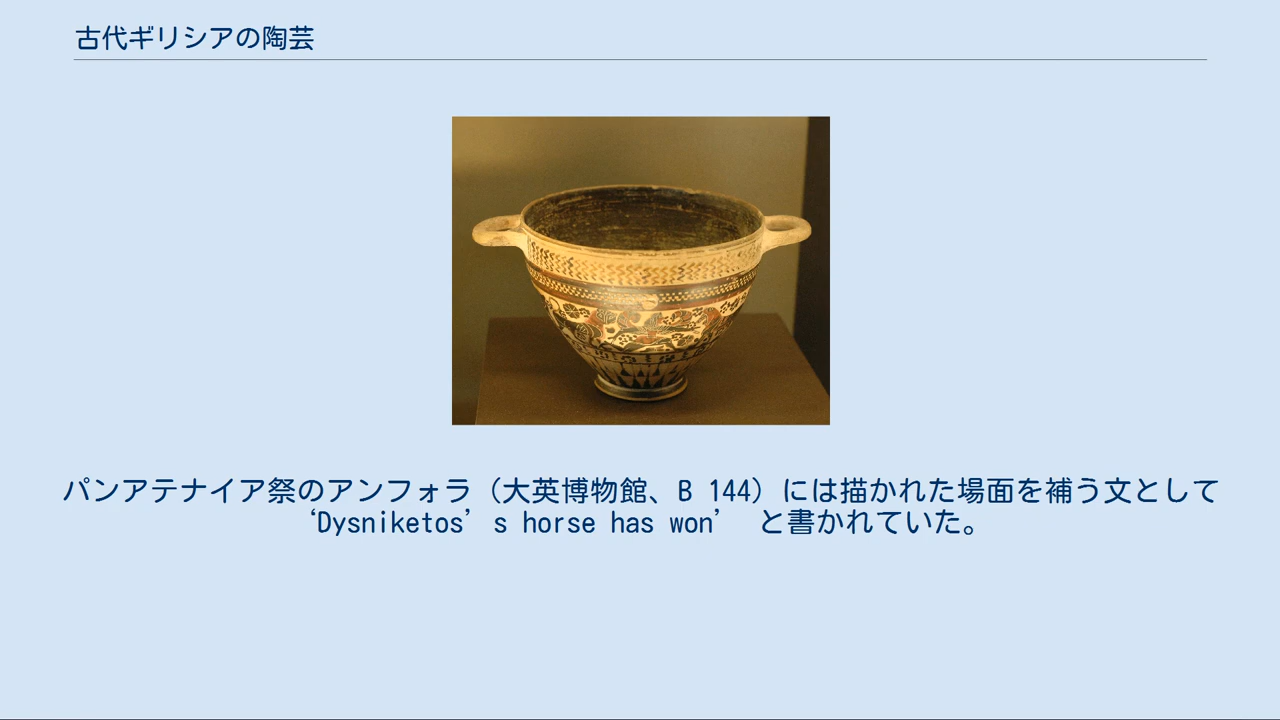 古代ギリシアの陶芸
パンアテナイア祭のアンフォラ（大英博物館、B 144）には描かれた場面を補う文として
‘Dysniketos’s horse has won’ と書かれていた。